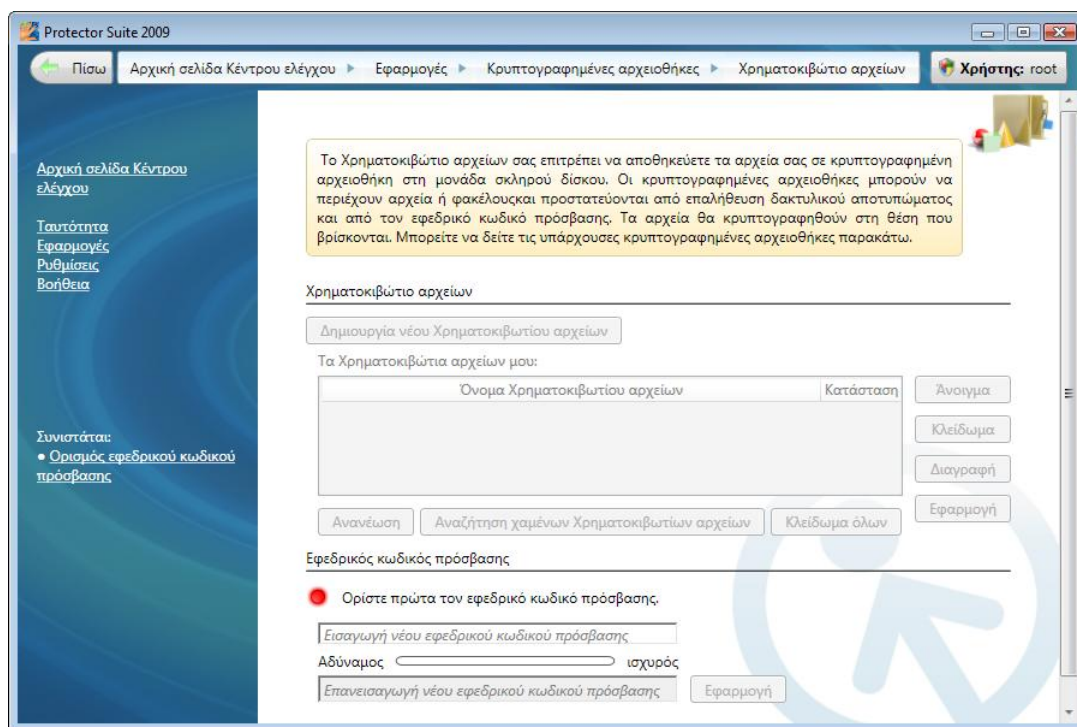 Protector Suite 2009
Πίσω
Αρχική σελίδα Κέντρου ελέγχου
Εφαρμογές
Κρυπτογραφημένες αρχειοθήκες
Χρηματοκιβώτιο αρχείων
Χρήστης: root
Αρχική σελίδα Κέντρου
ελέγχου
Ταυτότητα
Εφαρμογές
Ρυθμίσεις
Βοήθεια
Συνιστάται:
● Ορισμός εφεδρικού κωδικού
πρόσβασης
Το Χρηματοκιβώτιο αρχείων σας επιτρέπει να αποθηκεύετε τα αρχεία σας σε κρυπτογραφημένη
αρχειοθήκη στη μονάδα σκληρού δίσκου. Οι κρυπτογραφημένες αρχειοθήκες μπορούν να
περιέχουν αρχεία ή φακέλουςκαι προστατεύονται από επαλήθευση δακτυλικού αποτυπώματος
και από τον εφεδρικό κωδικό πρόσβασης. Τα αρχεία θα κρυπτογραφηθούν στη θέση που
βρίσκονται. Μπορείτε να δείτε τις υπάρχουσες κρυπτογραφημένες αρχειοθήκες παρακάτω.
Χρηματοκιβώτιο αρχείων
Δημιουργία νέου Χρηματοκιβωτίου αρχείων
Τα Χρηματοκιβώτια αρχείων μου:
Όνομα Χρηματοκιβωτίου αρχείων
Κατάσταση
Άνοιγμα
Κλείδωμα
Διαγραφή
Εφαρμογή
Ανανέωση
Αναζήτηση χαμένων Χρηματοκιβωτίων αρχείων
Κλείδωμα όλων
Εφεδρικός κωδικός πρόσβασης
Ορίστε πρώτα τον εφεδρικό κωδικό πρόσβασης.
Εισαγωγή νέου εφεδρικού κωδικού πρόσβασης
Αδύναμος
ισχυρός
Επανεισαγωγή νέου εφεδρικού κωδικού πρόσβασης
Εφαρμογή